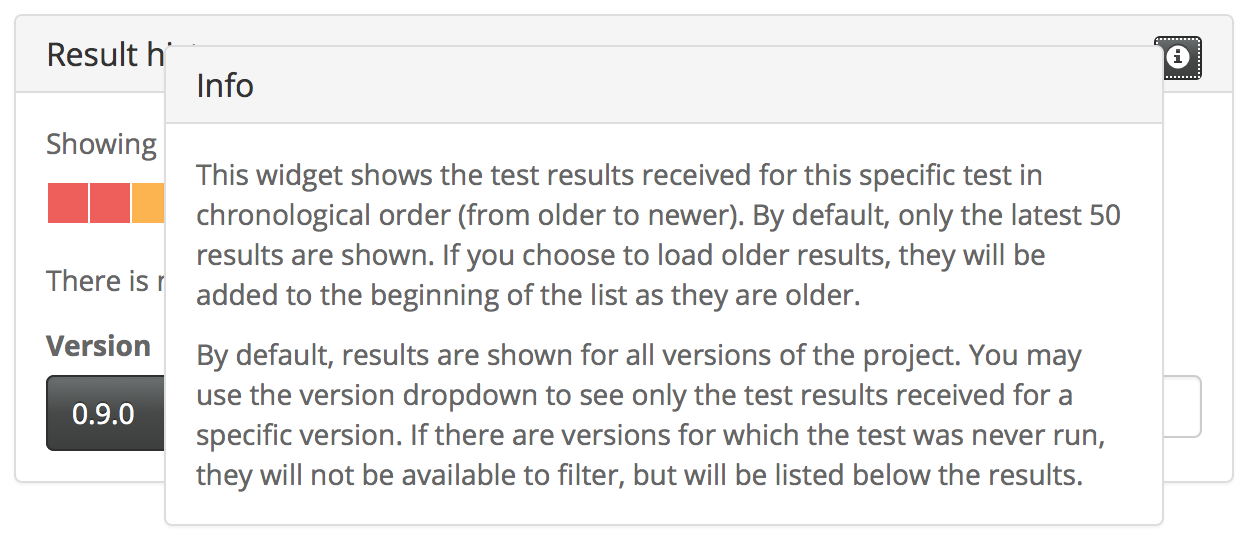 Result
Info
Showing
This widget shows the test results received for this specific test in
chronological order (from older to newer). By default, only the latest 50
results are shown. If you choose to load older results, they will be
There is
added to the beginning of the list as they are older.
Version
By default, results are shown for all versions of the project. You may
use the version dropdown to see only the test results received for a
0.9.0
specific version. If there are versions for which the test was never run,
they will not be available to filter, but will be listed below the results.